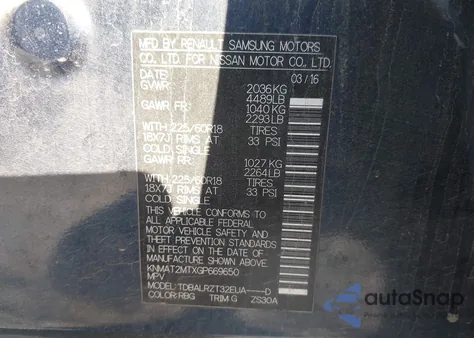 MFD BY RENAULT SAMSUNG MOTORS
CO., LTD. FOR NISSAN MOTOR CO., LTD.
DATE: 03/16
GVWR: 2036KG
4489LB
GAWR FR: 1040KG
2293LB
WITH 225/60R18 TIRES
18X7J RIMS AT 33 PSI
COLD, SINGLE
GAWR RR: 1027KG
2264LB
WITH 225/60R18 TIRES
18X7J RIMS AT 33 PSI
COLD, SINGLE
THIS VEHICLE CONFORMS TO
ALL APPLICABLE FEDERAL
MOTOR VEHICLE SAFETY AND
THEFT PREVENTION STANDARDS
IN EFFECT ON THE DATE OF
MANUFACTURE SHOWN ABOVE.
KNMAT2MTXGP669650
MPV
MODEL: TDBALRZT32EUA----D
COLOR: RBG TRIM G ZS30A
autoSnap